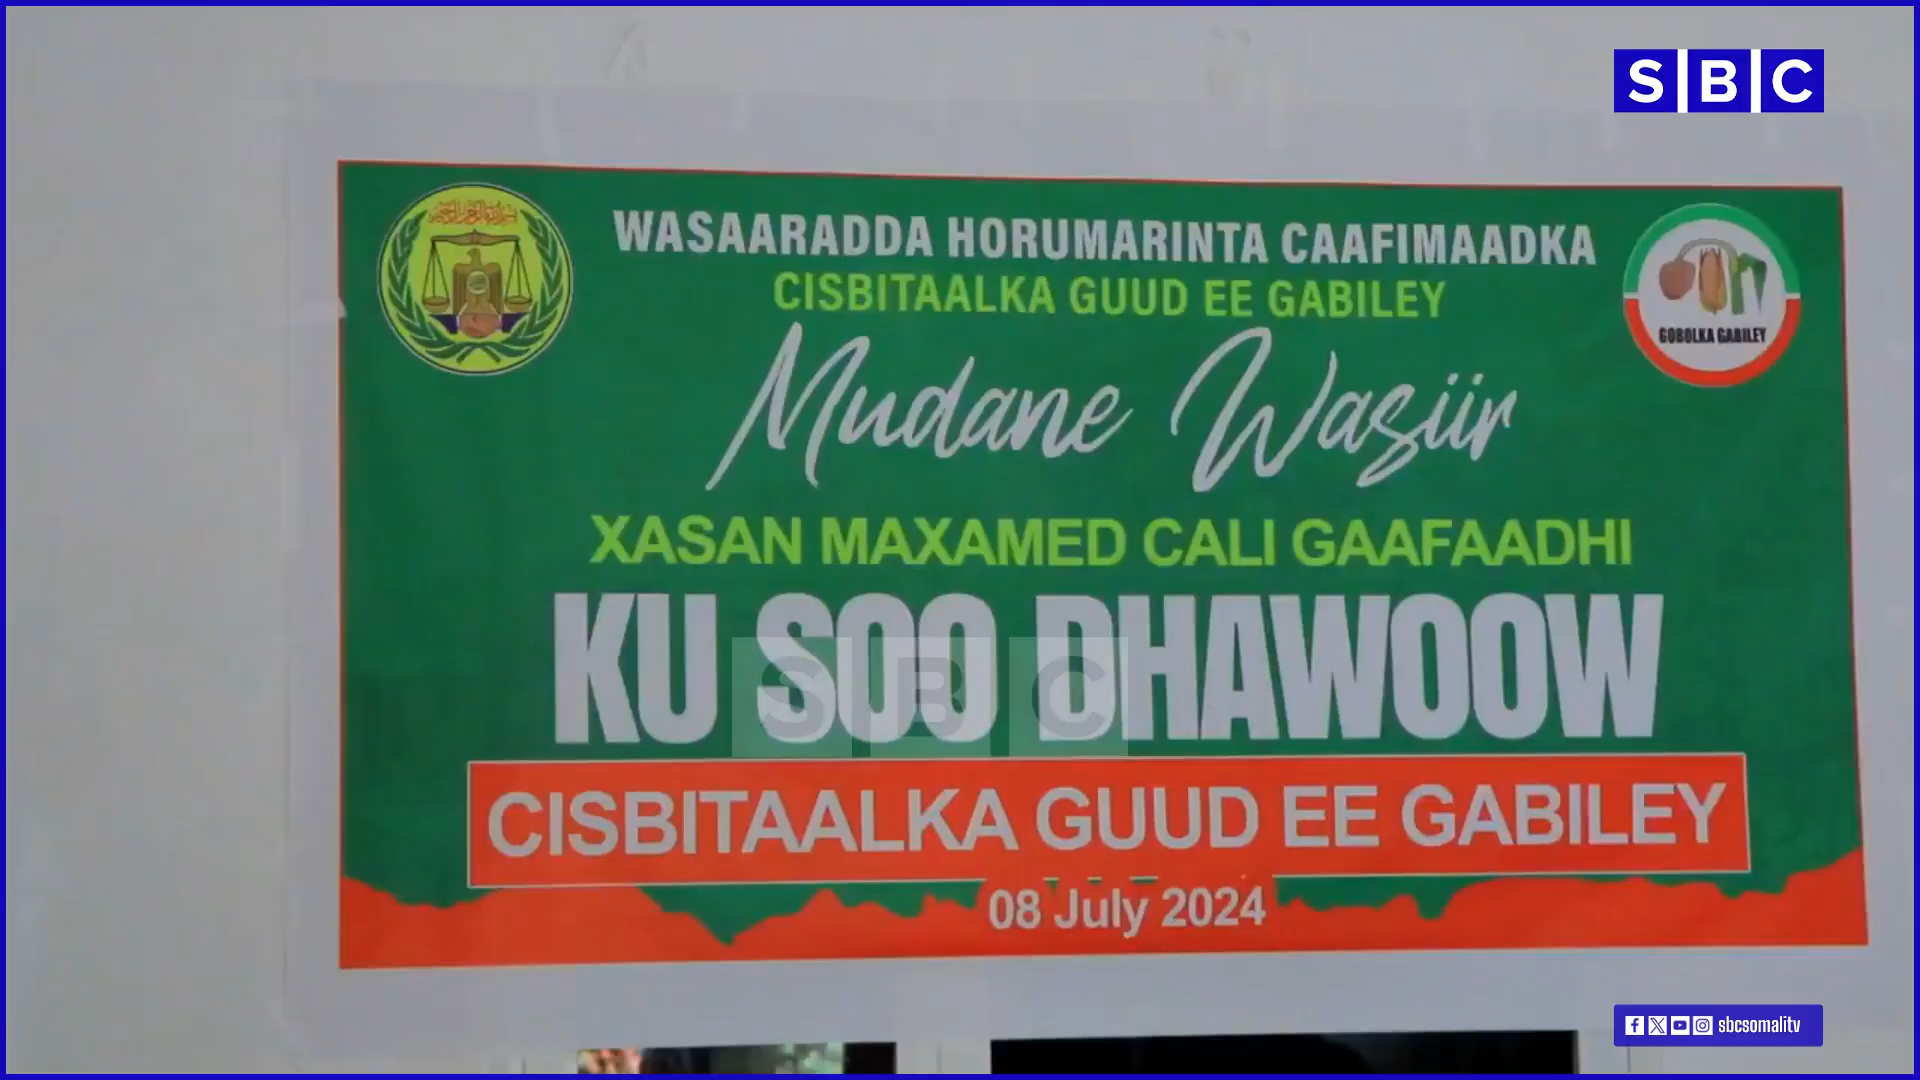 S|B|C
WASAARADDA HORUMARINTA CAAFIMAADKA
CISBITAALKA GUUD EE GABILEY
GOBOLKA GABILEY
Mudane Wasiir
XASAN MAXAMED CALI GAAFAADHI
KU SOO DHAWOOW
SBC
CISBITAALKA GUUD EE GABILEY
08 July 2024
sbcsomalitv